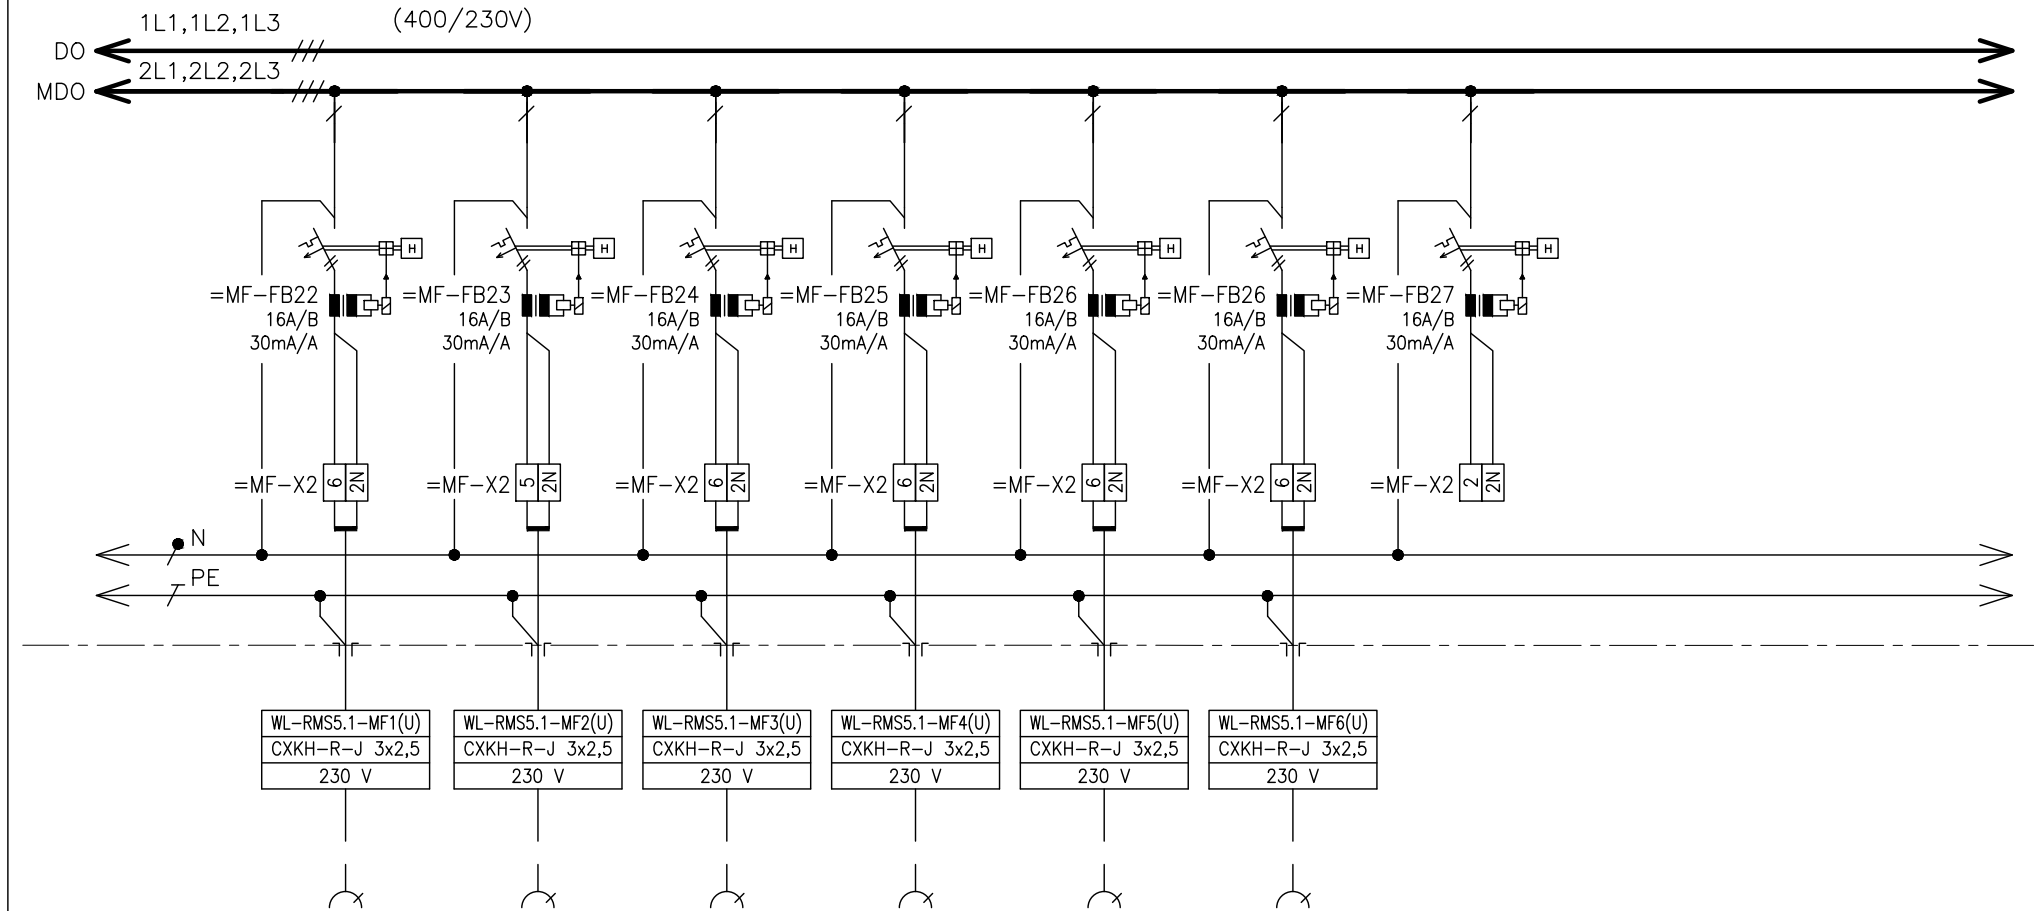 1L1,1L2,1L3 (400/230V)
DO
2L1,2L2,2L3
MDO
H H H H H H H
=MF-FB22 =MF-FB23 =MF-FB24 =MF-FB25 =MF-FB26 =MF-FB26 =MF-FB27
16A/B 16A/B 16A/B 16A/B 16A/B 16A/B 16A/B
30mA/A 30mA/A 30mA/A 30mA/A 30mA/A 30mA/A 30mA/A
=MF-X2 6 2N =MF-X2 5 2N =MF-X2 6 2N =MF-X2 6 2N =MF-X2 6 2N =MF-X2 6 2N =MF-X2 2 2N
N
PE
WL-RMS5.1-MF1(U) WL-RMS5.1-MF2(U) WL-RMS5.1-MF3(U) WL-RMS5.1-MF4(U) WL-RMS5.1-MF5(U) WL-RMS5.1-MF6(U)
CXKH-R-J 3x2,5 CXKH-R-J 3x2,5 CXKH-R-J 3x2,5 CXKH-R-J 3x2,5 CXKH-R-J 3x2,5 CXKH-R-J 3x2,5
230 V 230 V 230 V 230 V 230 V 230 V